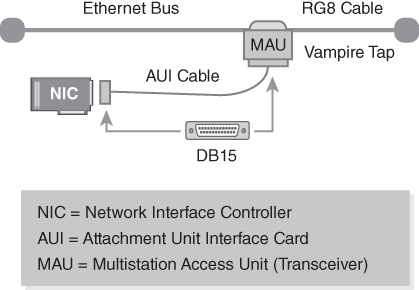 Ethernet Bus
RG8 Cable
MAU
Vampire Tap
AUI Cable
NIC
DB15
NIC = Network Interface Controller
AUI = Attachment Unit Interface Card
MAU = Multistation Access Unit (Transceiver)